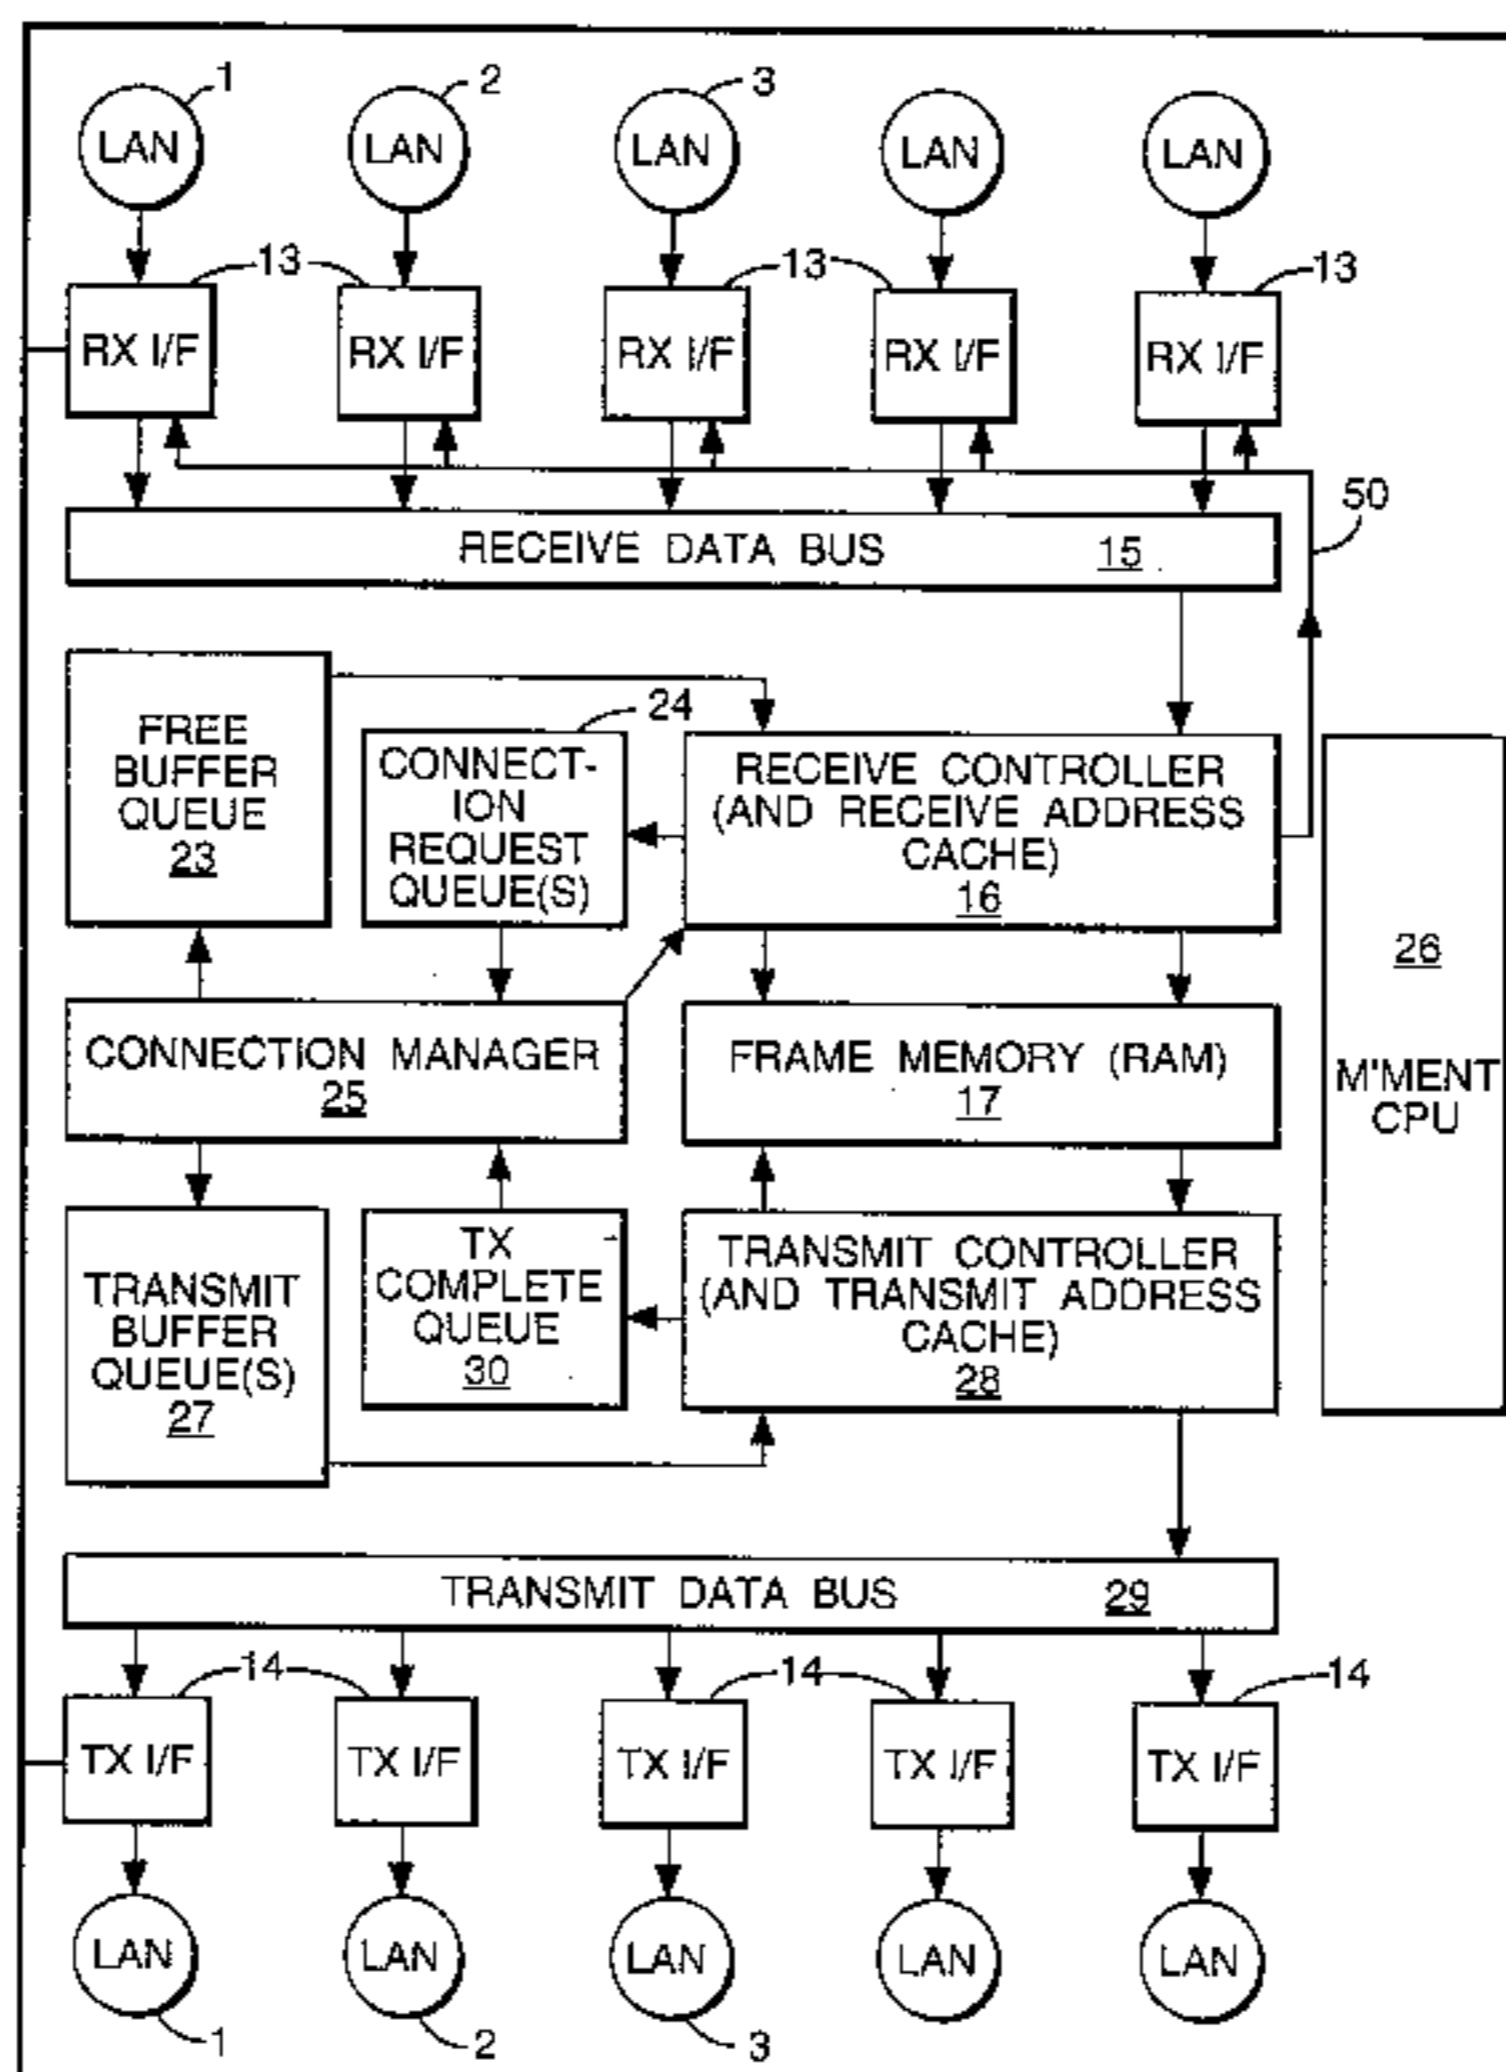 1
2
3
LAN
LAN
LAN
LAN
LAN
13
13
13
RX I/F
RX I/F
RX I/F
RX I/F
RX I/F
50
RECEIVE DATA BUS 15
FREE
BUFFER
QUEUE
23
24
CONNECT-
ION
REQUEST
QUEUE(S)
RECEIVE CONTROLLER
(AND RECEIVE ADDRESS
CACHE)
16
26
M'MENT
CPU
CONNECTION MANAGER
25
FRAME MEMORY (RAM)
17
TRANSMIT
BUFFER
QUEUE(S)
27
TX
COMPLETE
QUEUE
30
TRANSMIT CONTROLLER
(AND TRANSMIT ADDRESS
CACHE)
28
TRANSMIT DATA BUS 29
14
14
14
TX I/F
TX I/F
TX I/F
TX I/F
TX I/F
LAN
LAN
LAN
LAN
LAN
1
2
3